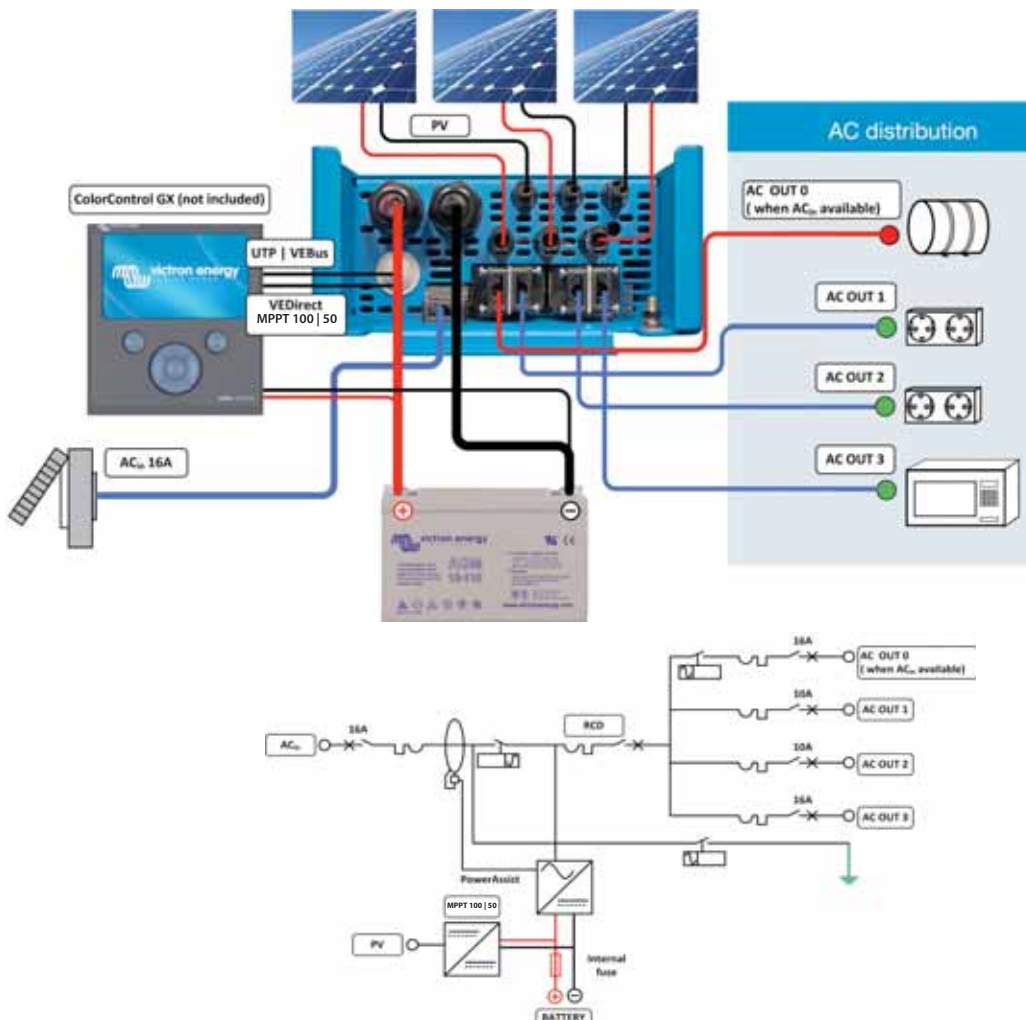 PV
AC distribution
ColorControl GX (not included)
AC OUT 0
( when ACin available)
UTP | VEBus
victron energy
VEDirect
MPPT 100 | 50
AC OUT 1
AC OUT 2
ACin 16A
AC OUT 3
victron energy
www.victronenergy.com
16A
AC OUT 0
( when ACin available)
10A
AC OUT 1
16A
RCD
ACin
10A
AC OUT 2
16A
AC OUT 3
PowerAssist
MPPT 100 | 50
PV
Internal
fuse
BATTERY